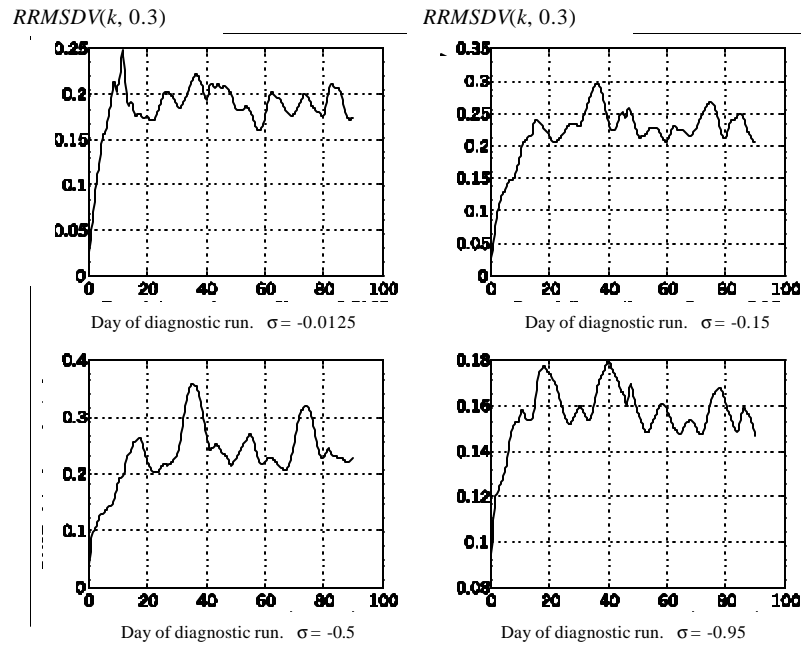 RRMSDV(k, 0.3)
RRMSDV(k, 0.3)
0.25
0.2
0.15
0.1
0.05
0
0 20 40 60 80 100
Day of diagnostic run. σ = -0.0125
0.35
0.3
0.25
0.2
0.15
0.1
0.05
0
0 20 40 60 80 100
Day of diagnostic run. σ = -0.15
0.4
0.3
0.2
0.1
0
0 20 40 60 80 100
Day of diagnostic run. σ = -0.5
0.18
0.16
0.14
0.12
0.1
0.08
0 20 40 60 80 100
Day of diagnostic run. σ = -0.95